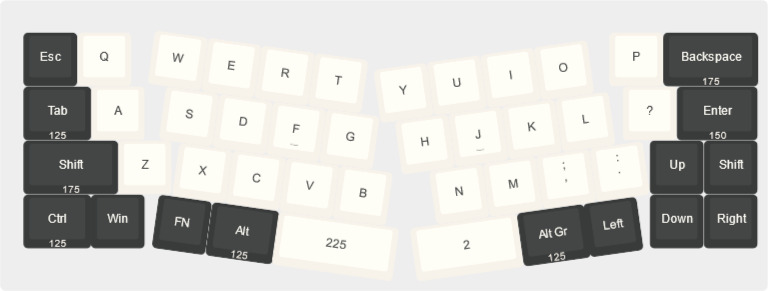 Esc Q W E R T Y U I O P Backspace
175
Tab A S D F G H J K L ? Enter
125 _ _ 150
Shift Z X C V B N M ; : Up Shift
175 , .
Ctrl Win FN Alt 225 2 Alt Gr Left Down Right
125 125 125